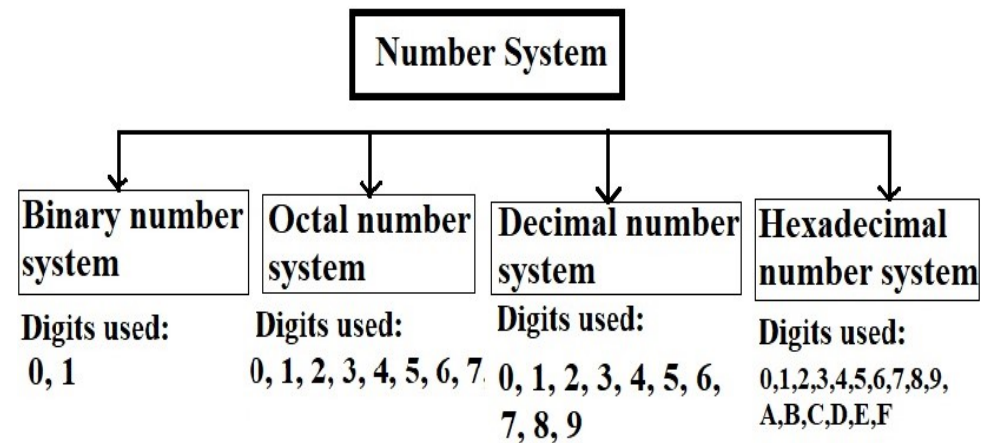 Number System
Binary number
system
Digits used:
0, 1
Octal number
system
Digits used:
0, 1, 2, 3, 4, 5, 6, 7,
Decimal number
system
Digits used:
0, 1, 2, 3, 4, 5, 6,
7, 8, 9
Hexadecimal
number system
Digits used:
0,1,2,3,4,5,6,7,8,9,
A,B,C,D,E,F